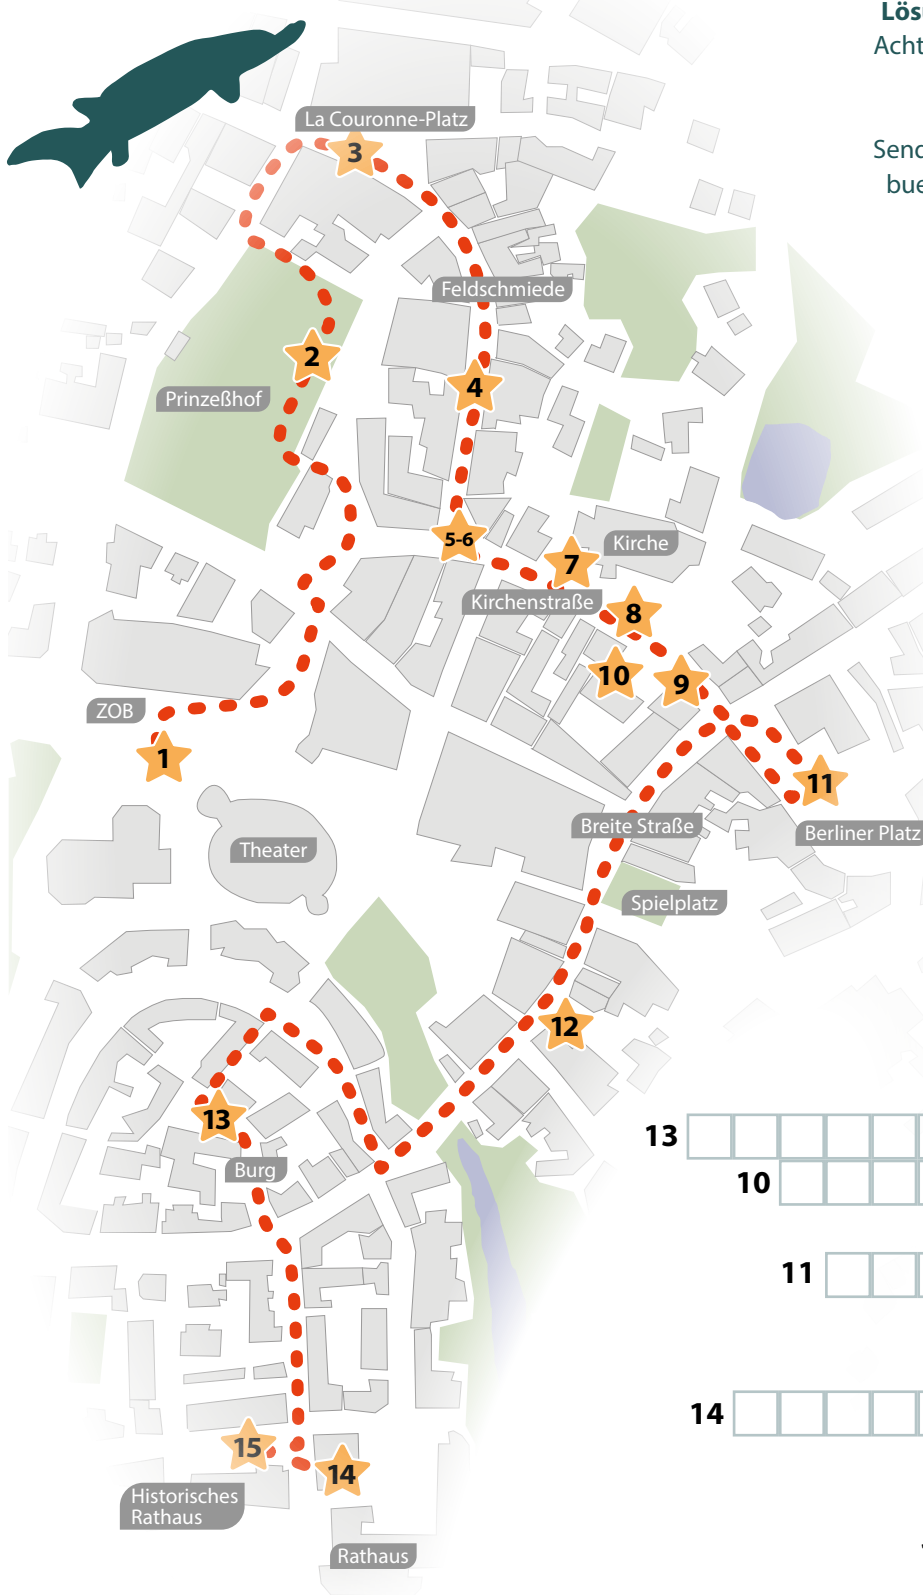 Lös
Acht
Send
bue
La Couronne-Platz
3
Feldschmiede
2
4
Prinzeßhof
5-6
7
Kirche
Kirchenstraße
8
10
9
ZOB
1
11
Breite Straße
Berliner Platz
Theater
Spielplatz
12
13
Burg
13
10
11
14
15
14
Historisches
Rathaus
Rathaus